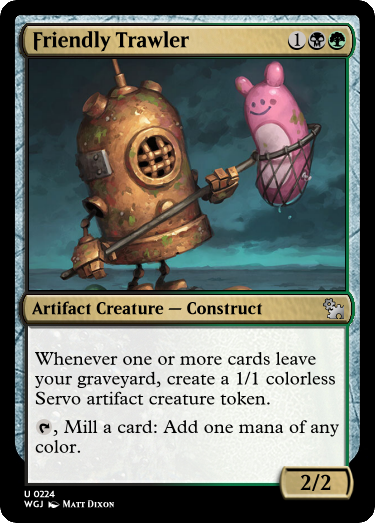 Friendly Trawler 1
Artifact Creature — Construct
Whenever one or more cards leave
your graveyard, create a 1/1 colorless
Servo artifact creature token.
, Mill a card: Add one mana of any
color.
2/2
U 0224
WGJ Matt Dixon